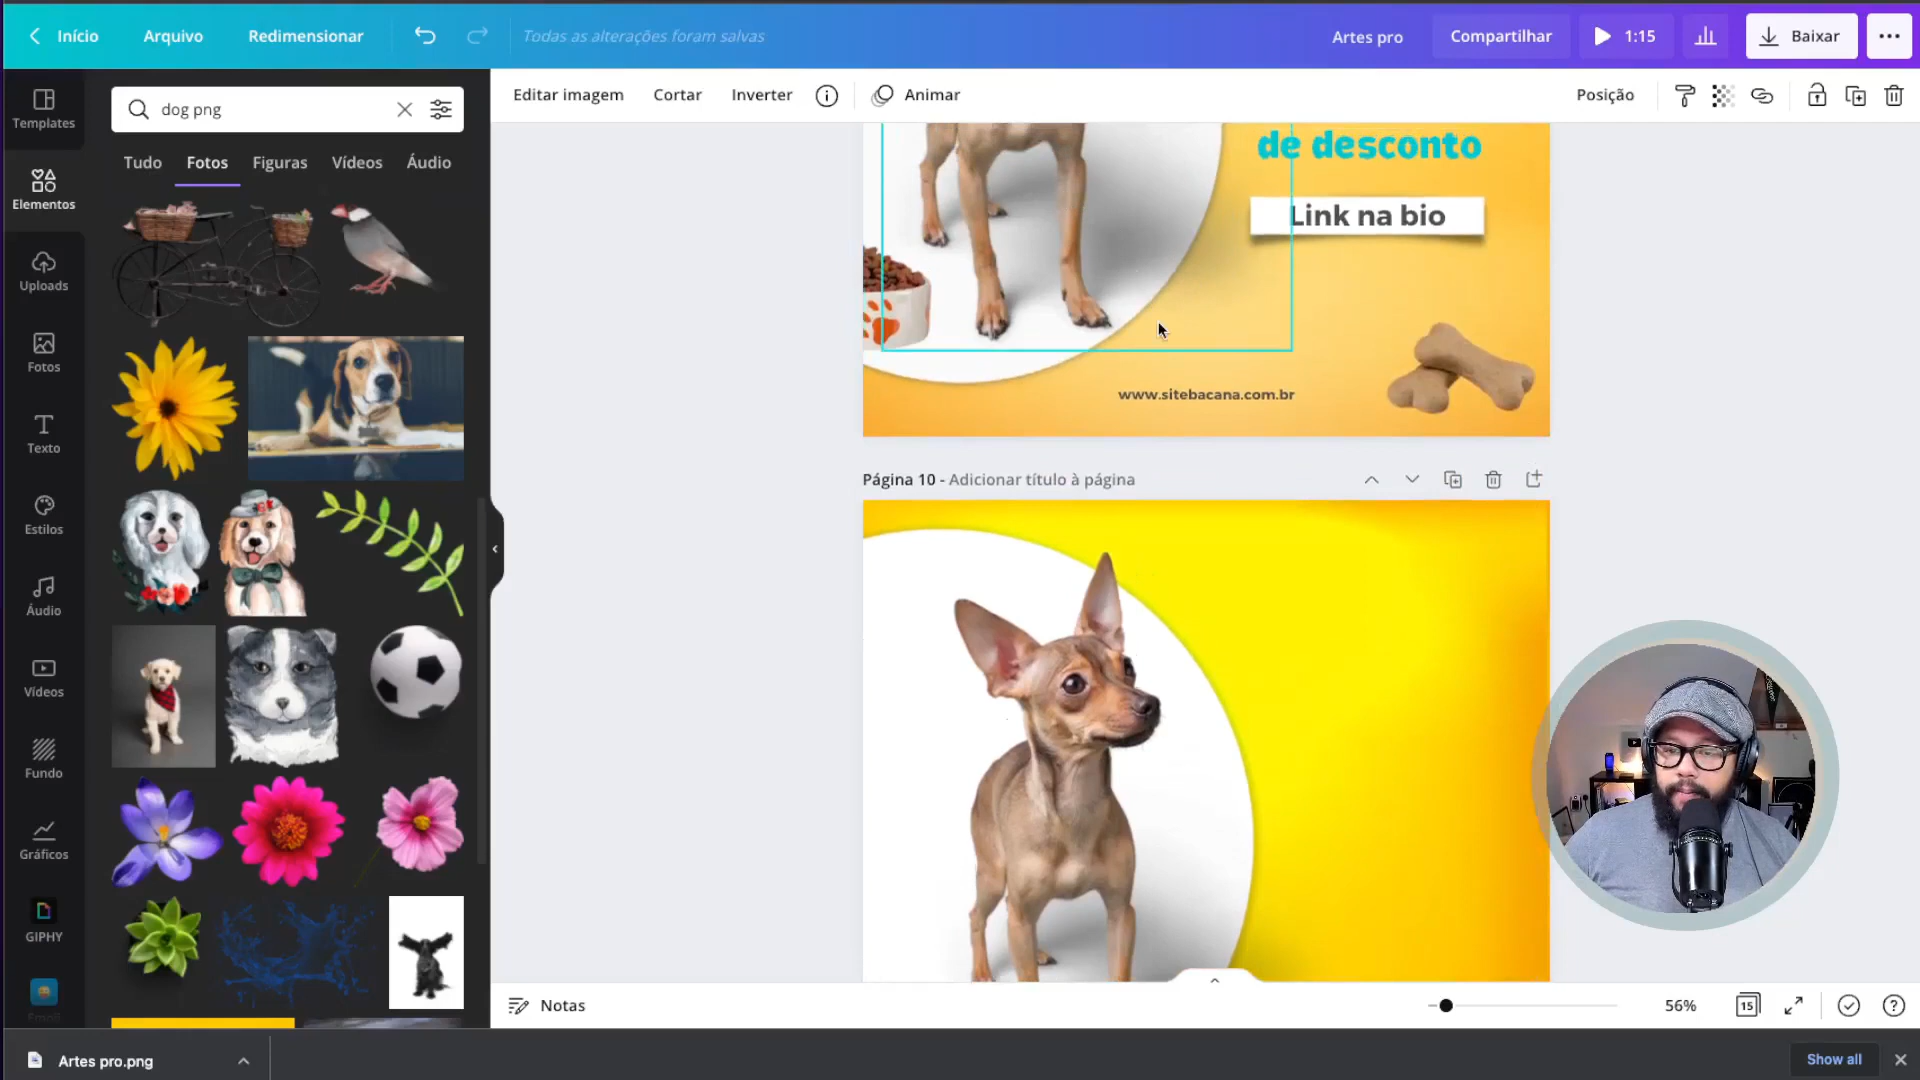 Início
Arquivo
Redimensionar
Todas as alterações foram salvas
Artes pro
Compartilhar
1:15
Baixar
Templates
Elementos
Uploads
Fotos
Texto
Estilos
Áudio
Vídeos
Fundo
Gráficos
GIPHY
Emoji
dog png
Tudo
Fotos
Figuras
Vídeos
Áudio
Editar imagem
Cortar
Inverter
Animar
Posição
de desconto
Link na bio
www.sitebacana.com.br
Página 10 - Adicionar título à página
Notas
56%
15
Artes pro.png
Show all